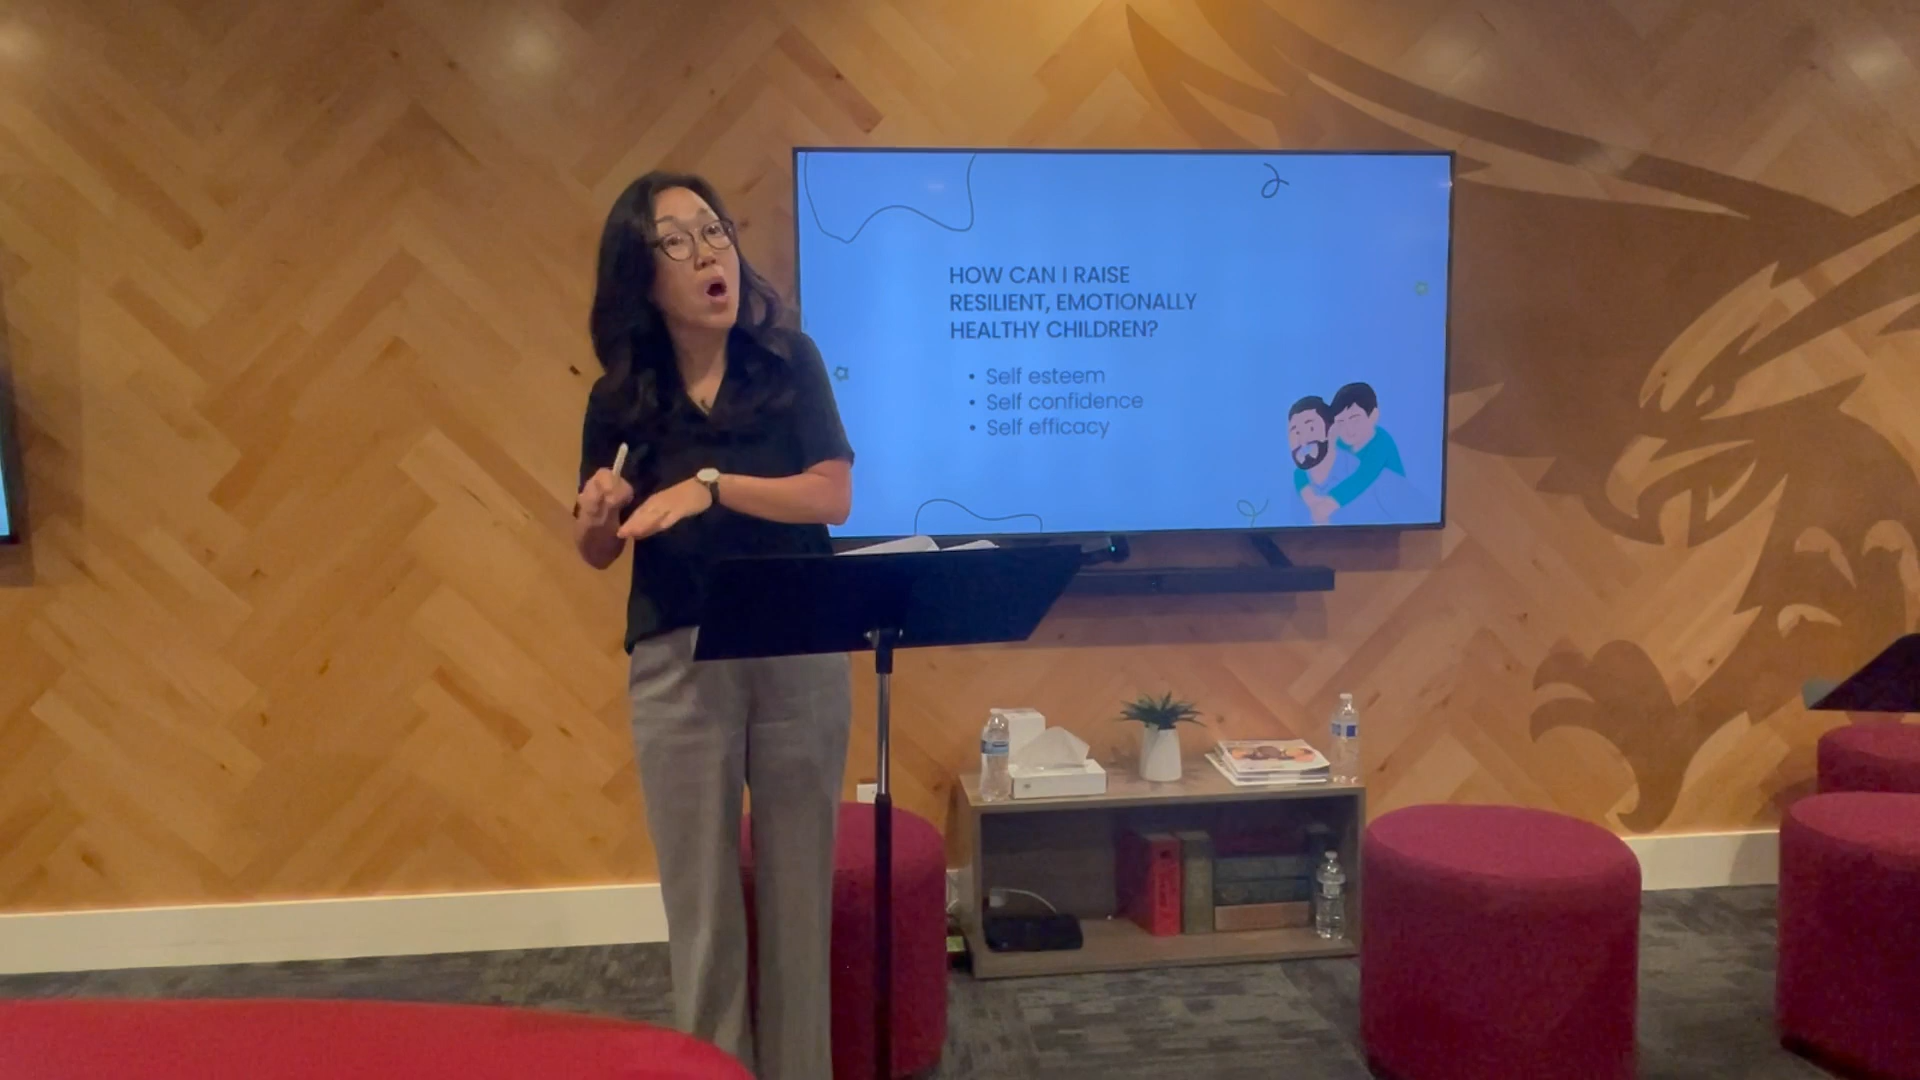 HOW CAN I RAISE
RESILIENT, EMOTIONALLY
HEALTHY CHILDREN?
• Self esteem
• Self confidence
• Self efficacy